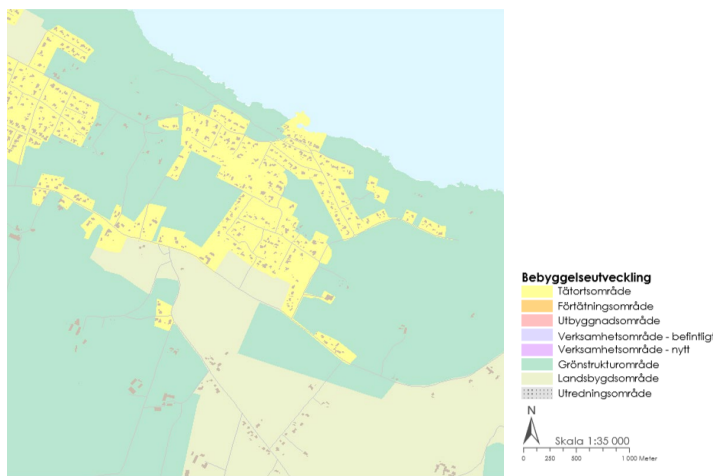 Bebyggelseutveckling
Tätortsområde
Förtätningsområde
Utbyggnadsområde
Verksamhetsområde - befintligt
Verksamhetsområde - nytt
Grönstrukturområde
Landsbygdsområde
Utredningsområde
N
Skala 1:35 000
0 250 500 1 000 Meter